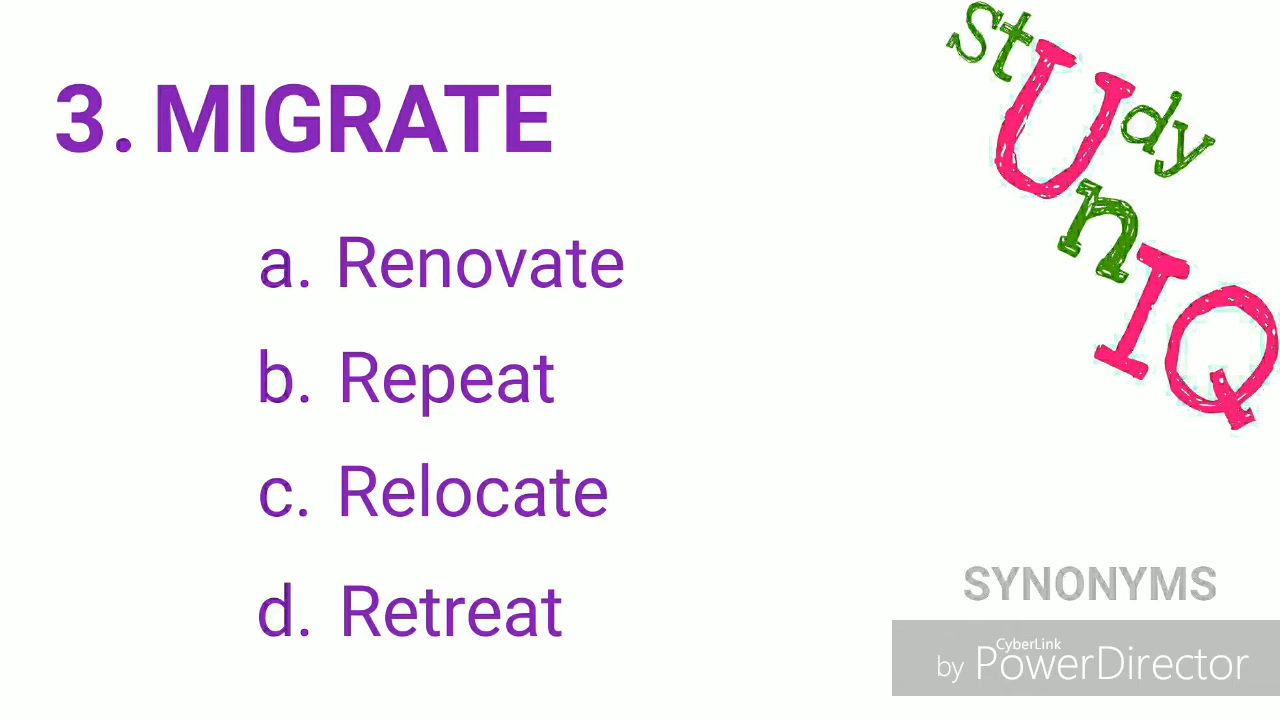 3. MIGRATE
a. Renovate
b. Repeat
c. Relocate
d. Retreat
stUdy
unIQ
SYNONYMS
CyberLink
by PowerDirector